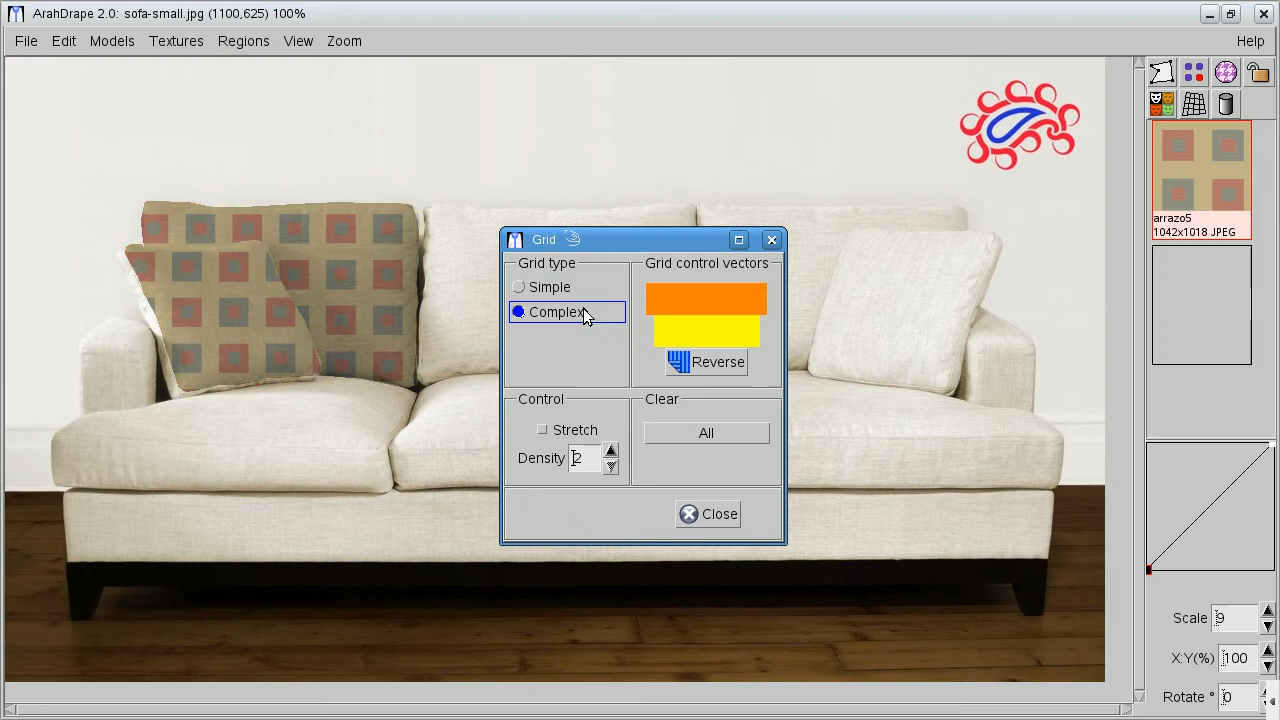 ArahDrape 2.0: sofa-small.jpg (1100,625) 100%
File Edit Models Textures Regions View Zoom Help
arrazo5
1042x1018 JPEG
Grid
Grid type
Simple
Complex
Grid control vectors
Reverse
Control
Stretch
Density 2
Clear
All
Close
Scale 9
X:Y(%) 100
Rotate ° 0